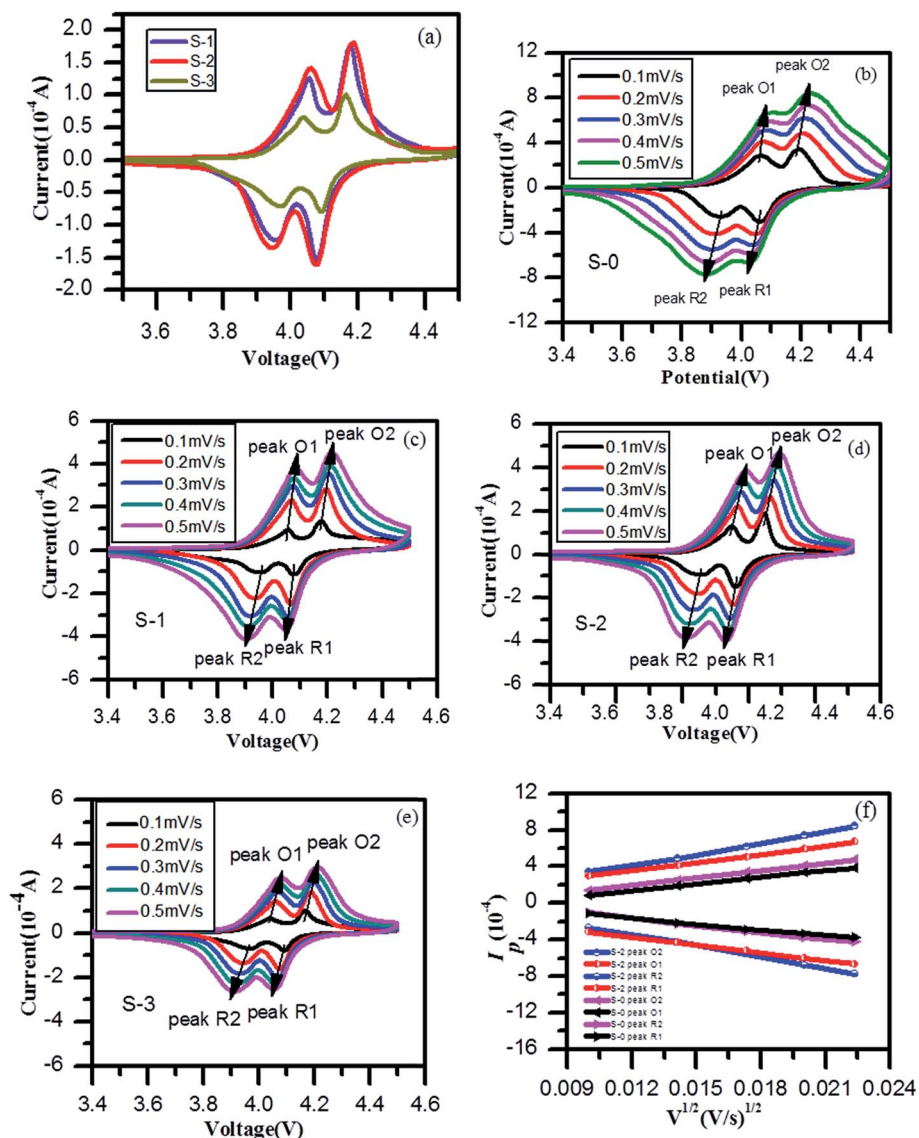 (a)
S-1
S-2
S-3
2.0
1.5
1.0
0.5
0.0
-0.5
-1.0
-1.5
-2.0
Current(10⁻⁴ A)
3.6 3.8 4.0 4.2 4.4
Voltage(V)
(b)
0.1mV/s
0.2mV/s
0.3mV/s
0.4mV/s
0.5mV/s
peak O2
peak O1
12
8
4
0
-4
-8
-12
Current(10⁻⁴ A)
S-0
peak R2
peak R1
3.4 3.6 3.8 4.0 4.2 4.4
Potential(V)
(c)
0.1mV/s
0.2mV/s
0.3mV/s
0.4mV/s
0.5mV/s
peak O1
peak O2
6
4
2
0
-2
-4
-6
Current(10⁻⁴A)
S-1
peak R2
peak R1
3.4 3.6 3.8 4.0 4.2 4.4 4.6
Voltage(V)
(d)
0.1mV/s
0.2mV/s
0.3mV/s
0.4mV/s
0.5mV/s
peak O1
peak O2
6
4
2
0
-2
-4
-6
Current(10⁻⁴A)
S-2
peak R2
peak R1
3.4 3.6 3.8 4.0 4.2 4.4 4.6
Voltage(V)
(e)
0.1mV/s
0.2mV/s
0.3mV/s
0.4mV/s
0.5mV/s
peak O1
peak O2
6
4
2
0
-2
-4
-6
Current(10⁻⁴A)
S-3
peak R2
peak R1
3.4 3.6 3.8 4.0 4.2 4.4 4.6
Voltage(V)
(f)
12
8
4
0
-4
-8
-12
-16
Iₚ (10⁻⁴)
S-2 peak O2
S-2 peak O1
S-2 peak R2
S-2 peak R1
S-0 peak O2
S-0 peak O1
S-0 peak R2
S-0 peak R1
0.009 0.012 0.015 0.018 0.021 0.024
V^1/2(V/s)^1/2